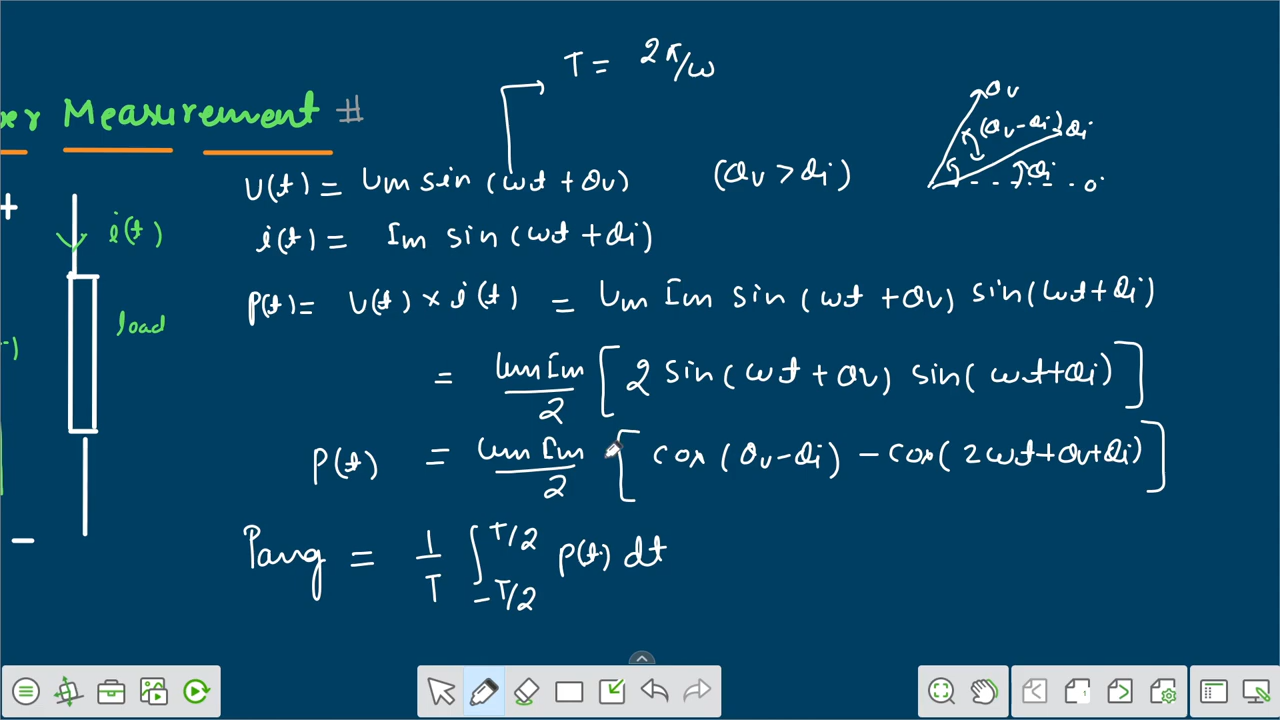 T = 2π/ω
er Measurement #
θv
(θv-θi)
θi
θi
0°
v(t) = Vm sin (ωt + θv) (θv > θi)
+
i(t)
i(t) = Im sin (ωt + θi)
p(t) = v(t) × i(t) = Vm Im sin (ωt + θv) sin(ωt+θi)
load
= VmIm/2 [2 sin(ωt + θv) sin( ωt+θi)]
p(t) = VmIm/2 [cos (θv-θi) - cos(2ωt+θv+θi)]
-
Pavg = 1/T ∫ -T/2 T/2 p(t) dt